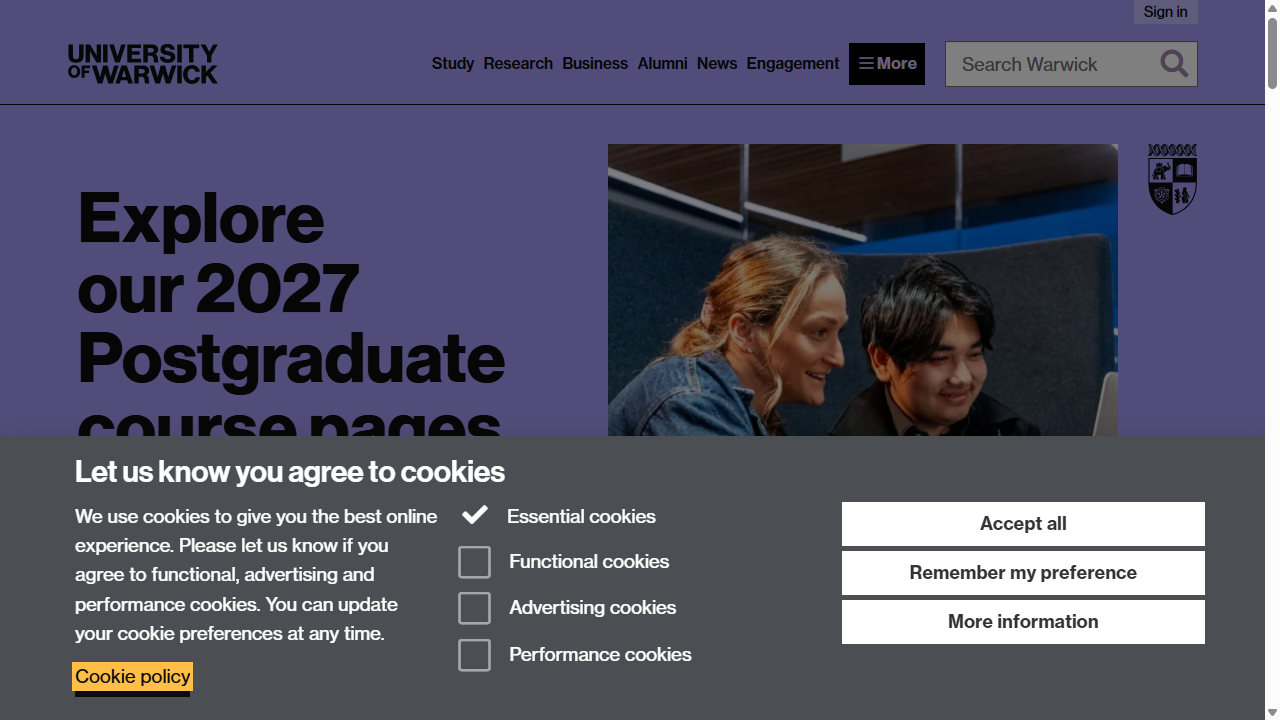 Sign in
UNIVERSITY
OF WARWICK
Study Research Business Alumni News Engagement More Search Warwick
Explore
our 2027
Postgraduate
course pages
Let us know you agree to cookies
We use cookies to give you the best online
experience. Please let us know if you
agree to functional, advertising and
performance cookies. You can update
your cookie preferences at any time.
Cookie policy
Essential cookies
Functional cookies
Advertising cookies
Performance cookies
Accept all
Remember my preference
More information